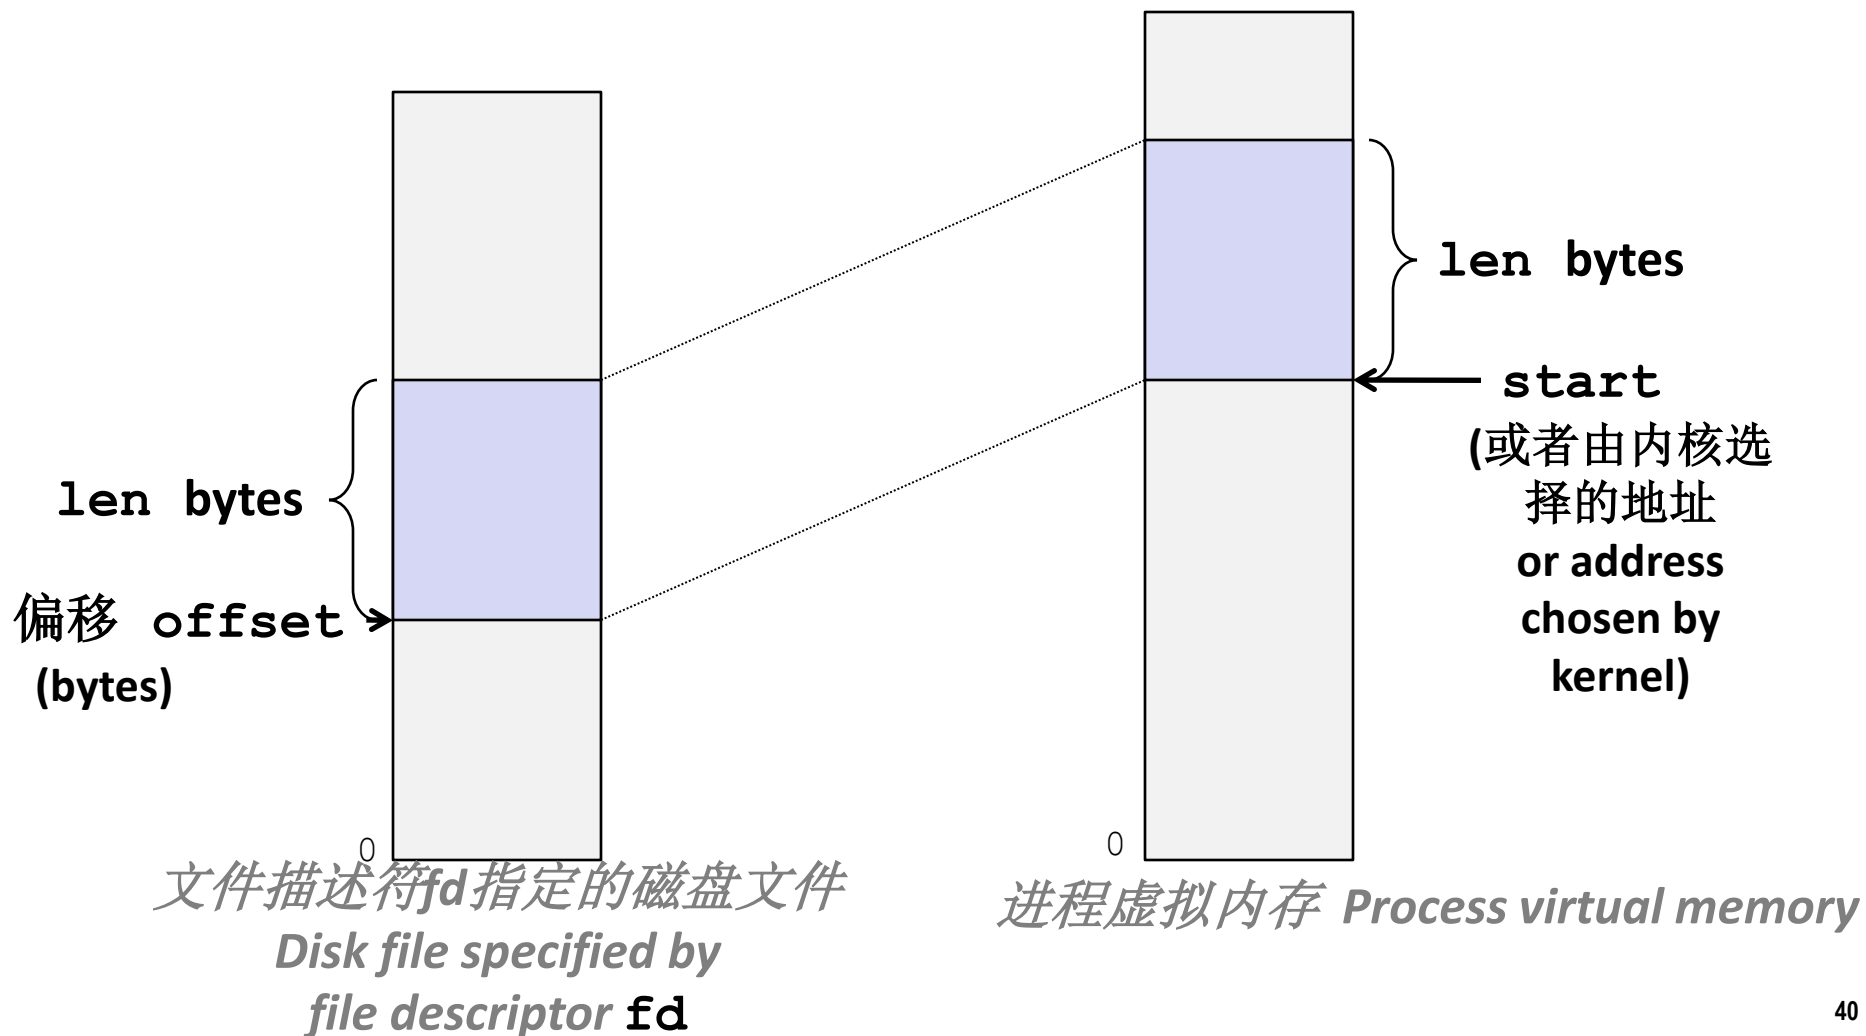 len bytes
start
(或者由内核选
择的地址
or address
chosen by
kernel)
len bytes
偏移 offset
(bytes)
0
0
文件描述符fd指定的磁盘文件
Disk file specified by
file descriptor fd
进程虚拟内存 Process virtual memory
40